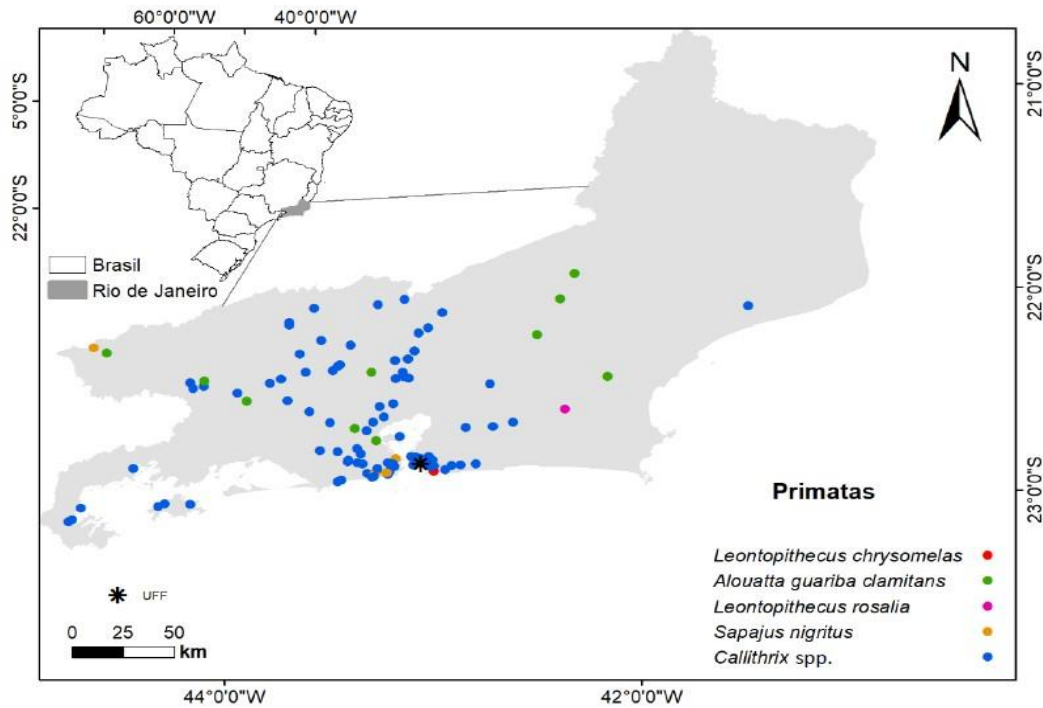 60°0'0"W 40°0'0"W
5°0'0"S
22°0'0"S
N
21°0'0"S
22°0'0"S
23°0'0"S
Brasil
Rio de Janeiro
Primatas
Leontopithecus chrysomelas
Alouatta guariba clamitans
Leontopithecus rosalia
Sapajus nigritus
Callithrix spp.
UFF
0 25 50
km
44°0'0"W 42°0'0"W